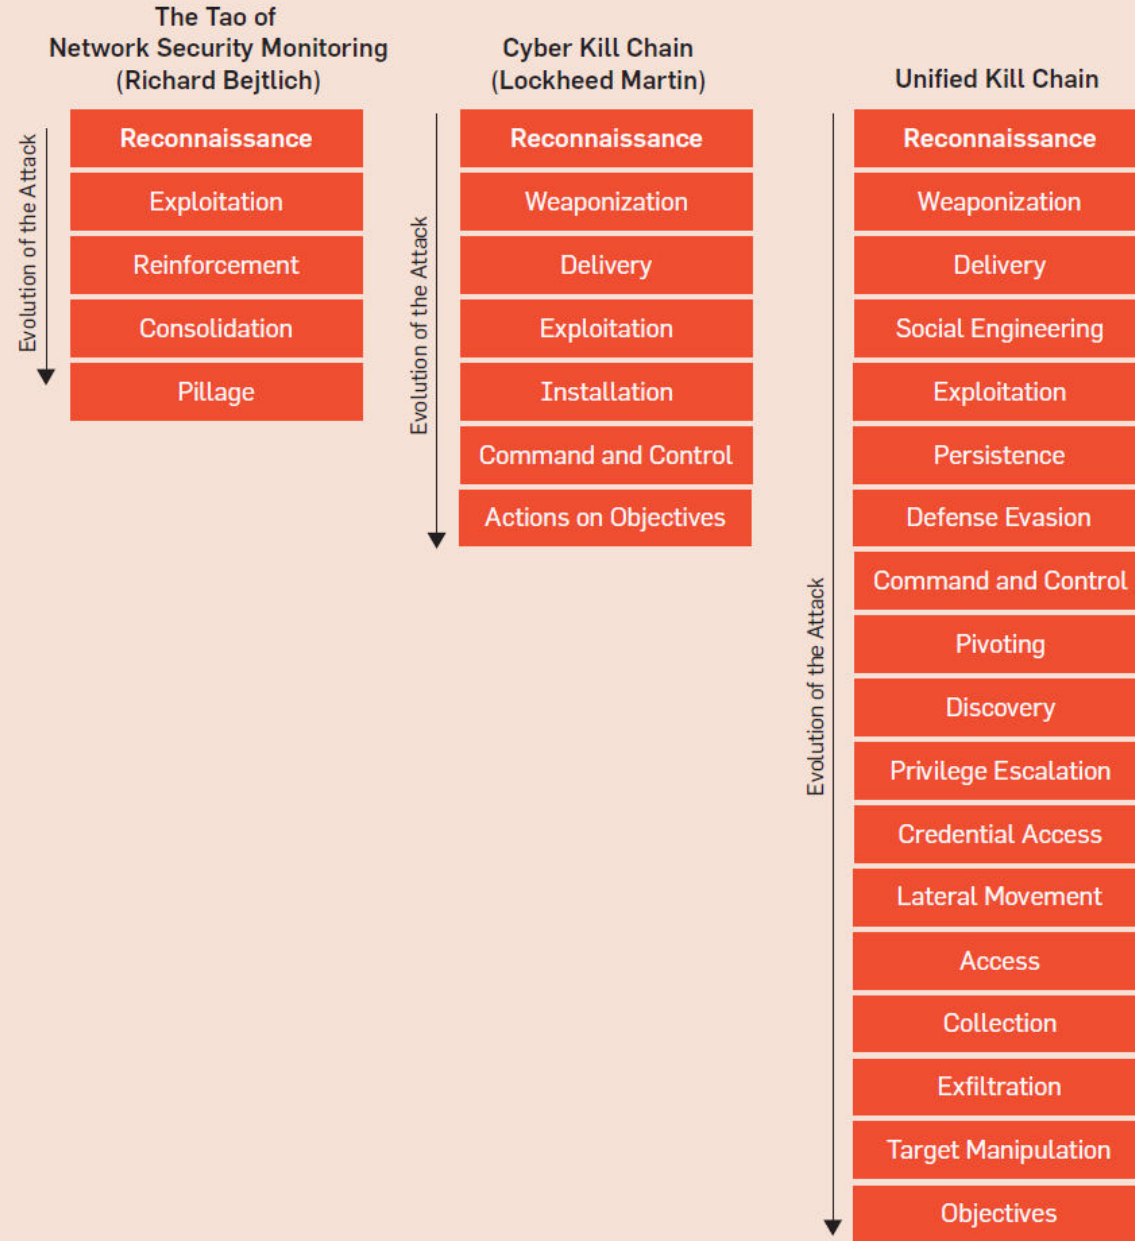 The Tao of
Network Security Monitoring
(Richard Bejtlich)
Evolution of the Attack
Reconnaissance
Exploitation
Reinforcement
Consolidation
Pillage
Cyber Kill Chain
(Lockheed Martin)
Evolution of the Attack
Reconnaissance
Weaponization
Delivery
Exploitation
Installation
Command and Control
Actions on Objectives
Unified Kill Chain
Evolution of the Attack
Reconnaissance
Weaponization
Delivery
Social Engineering
Exploitation
Persistence
Defense Evasion
Command and Control
Pivoting
Discovery
Privilege Escalation
Credential Access
Lateral Movement
Access
Collection
Exfiltration
Target Manipulation
Objectives